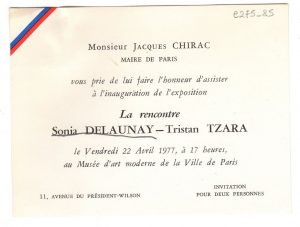 e275_85
Monsieur Jacques CHIRAC
MAIRE DE PARIS
vous prie de lui faire l'honneur d'assister
à l'inauguration de l'exposition
La rencontre
Sonia DELAUNAY—Tristan TZARA
le Vendredi 22 Avril 1977, à 17 heures,
au Musée d'art moderne de la Ville de Paris
11, AVENUE DU PRÉSIDENT-WILSON
INVITATION
POUR DEUX PERSONNES